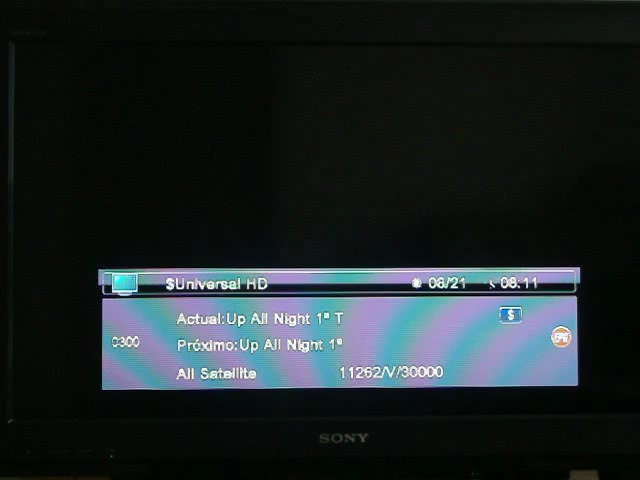 $Universal HD 08/21 08:11
Actual:Up All Night 1ª T
$
0300
Próximo:Up All Night 1ª
EPG
All Satellite 11262/V/30000
SONY